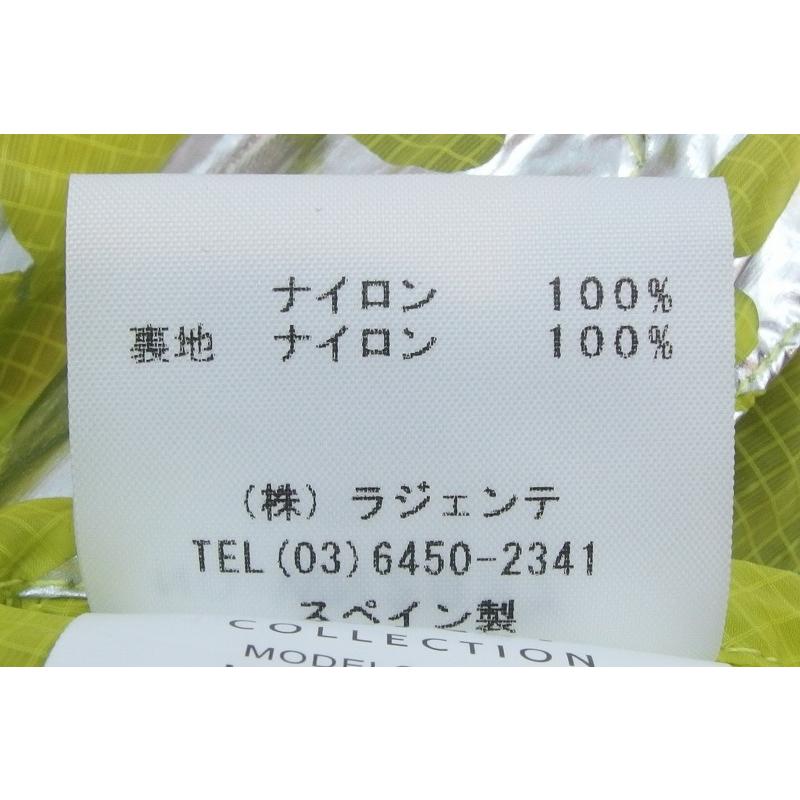 ナイロン 100%
裏地 ナイロン 100%
(株) ラジェンテ
TEL(03)6450-2341
スペイン製
COLLECTION